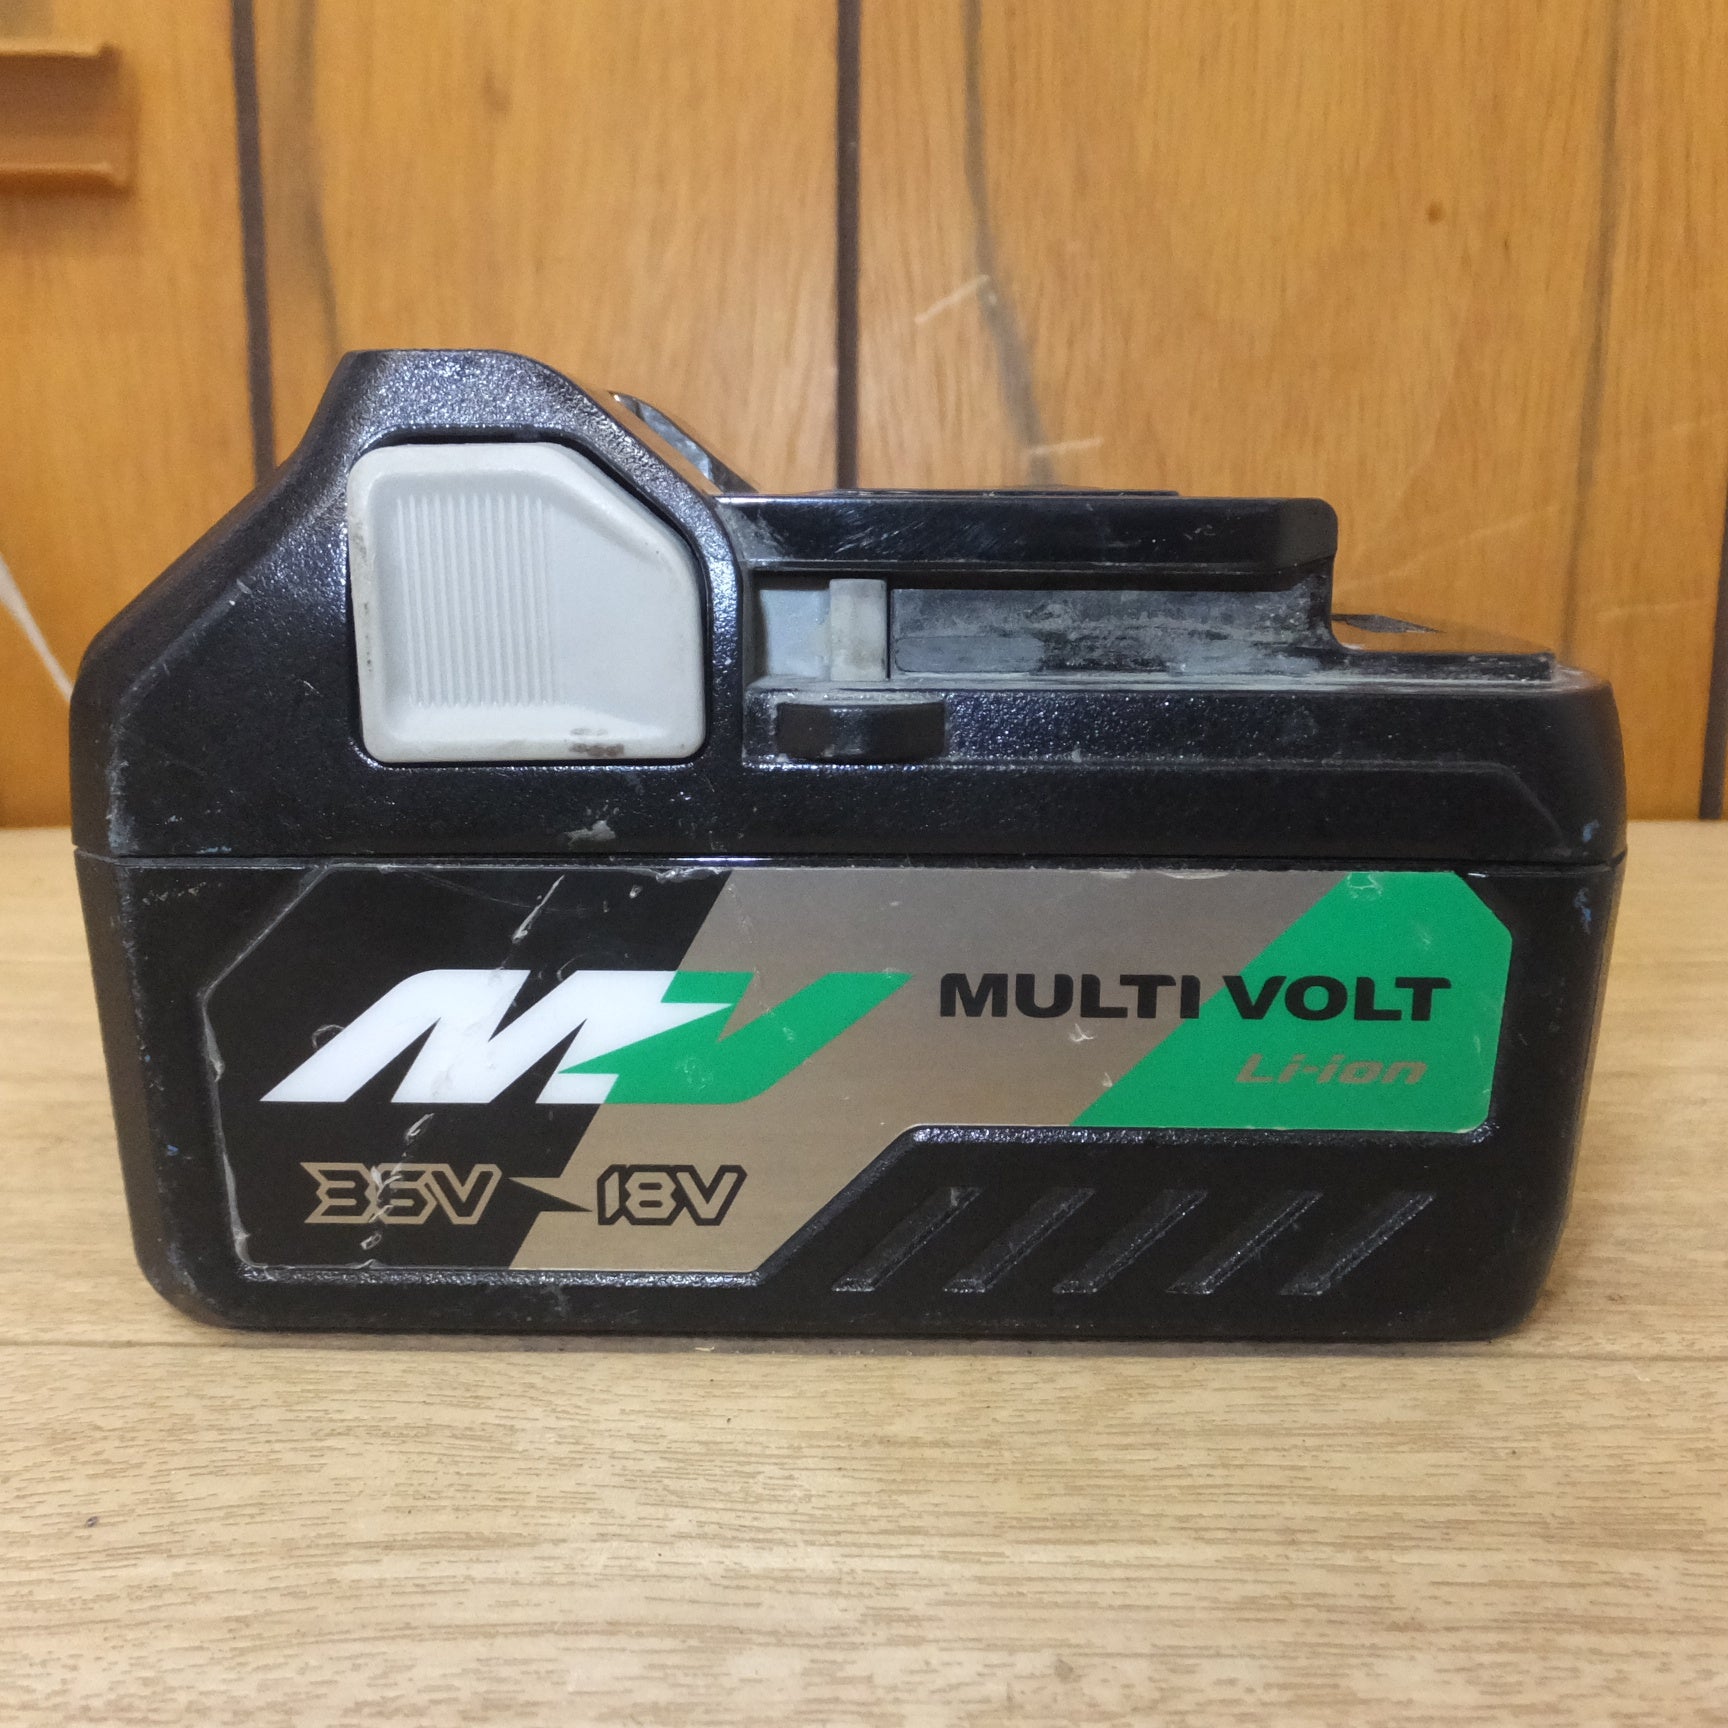 MV
MULTI VOLT
Li-ion
36V 18V